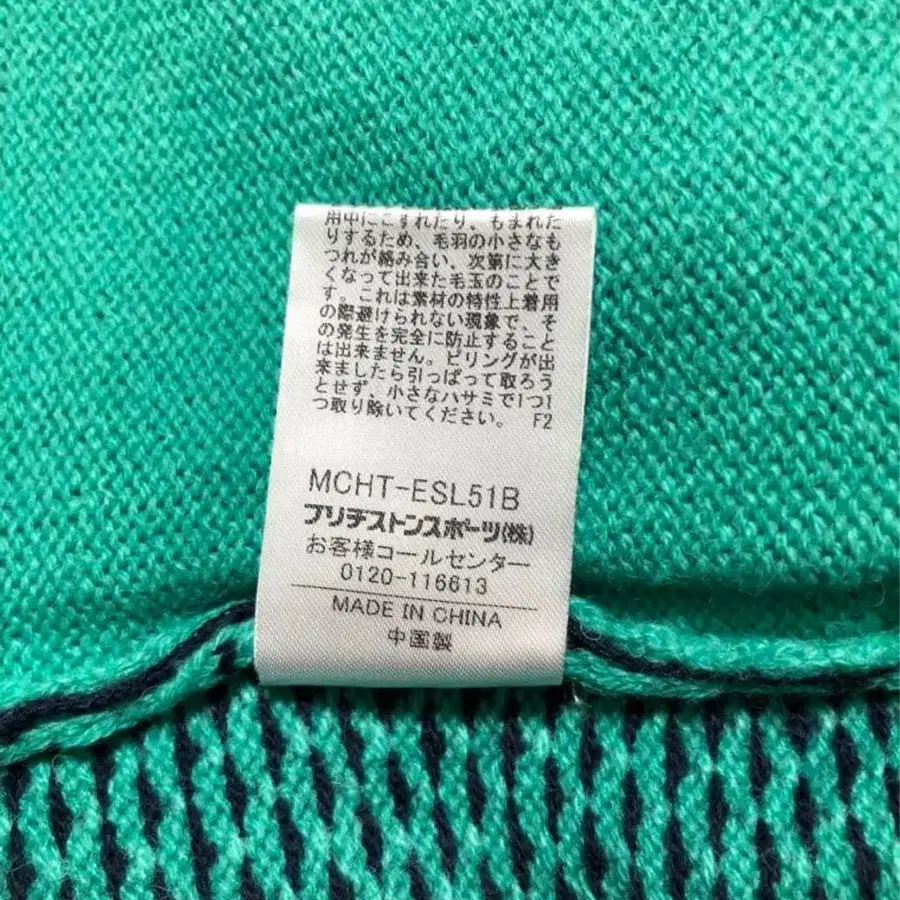 用中にこすれたり、もまれた
りするため、毛羽の小さなも
つれが絡み合い、次第に大き
くなって出来た毛玉のことで
す。これは素材の特性上着用
の際避けられない現象で、そ
の発生を完全に防止すること
は出来ません。ピリングが出
来ましたら引っぱって取ろう
とせず、小さなハサミで1つ1
つ取り除いてください。 F2
MCHT-ESL51B
ブリヂストンスポーツ(株)
お客様コールセンター
0120-116613
MADE IN CHINA
中国製